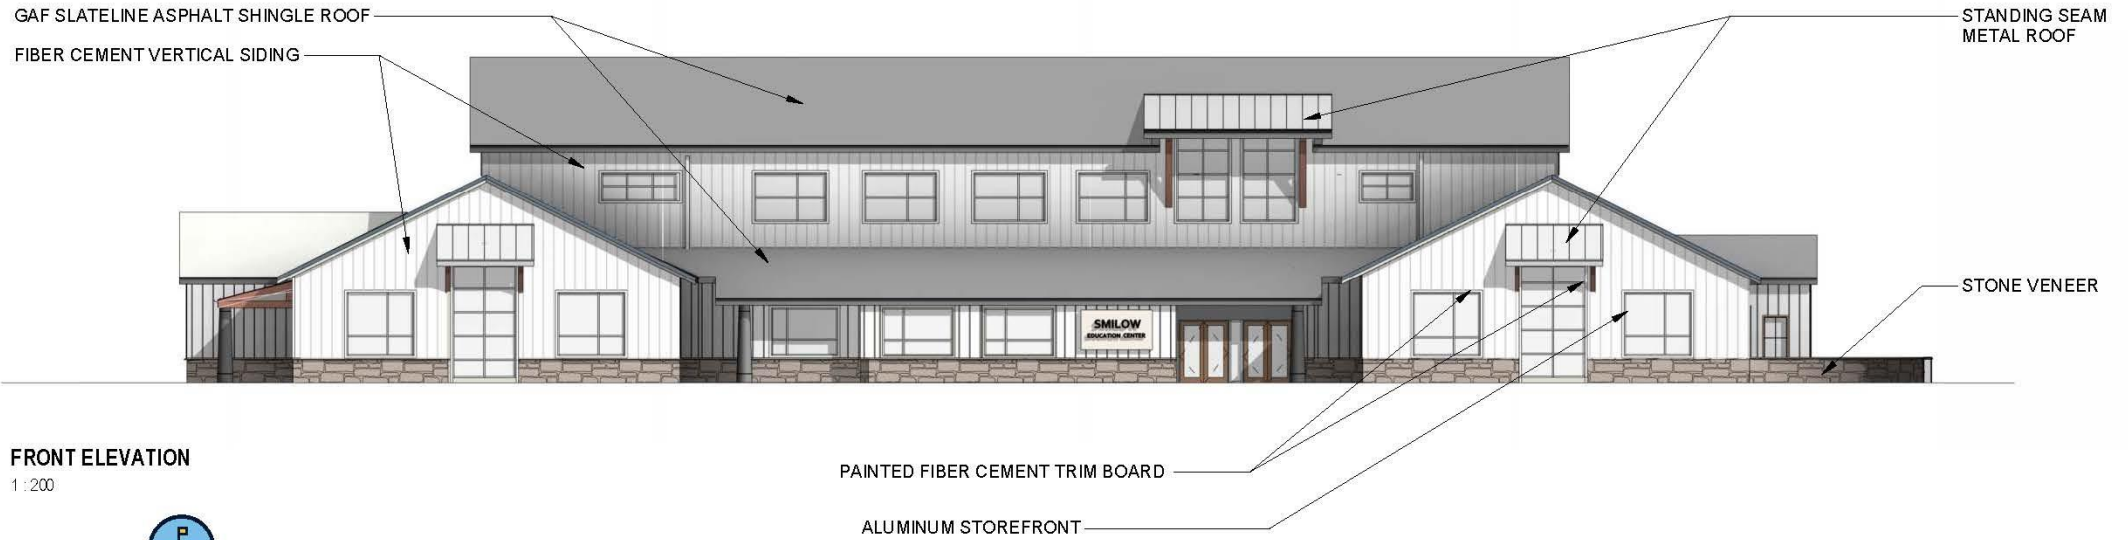 GAF SLATELINE ASPHALT SHINGLE ROOF
FIBER CEMENT VERTICAL SIDING
STANDING SEAM
METAL ROOF
SMILOW
EDUCATION CENTER
STONE VENEER
FRONT ELEVATION
1 : 200
PAINTED FIBER CEMENT TRIM BOARD
ALUMINUM STOREFRONT